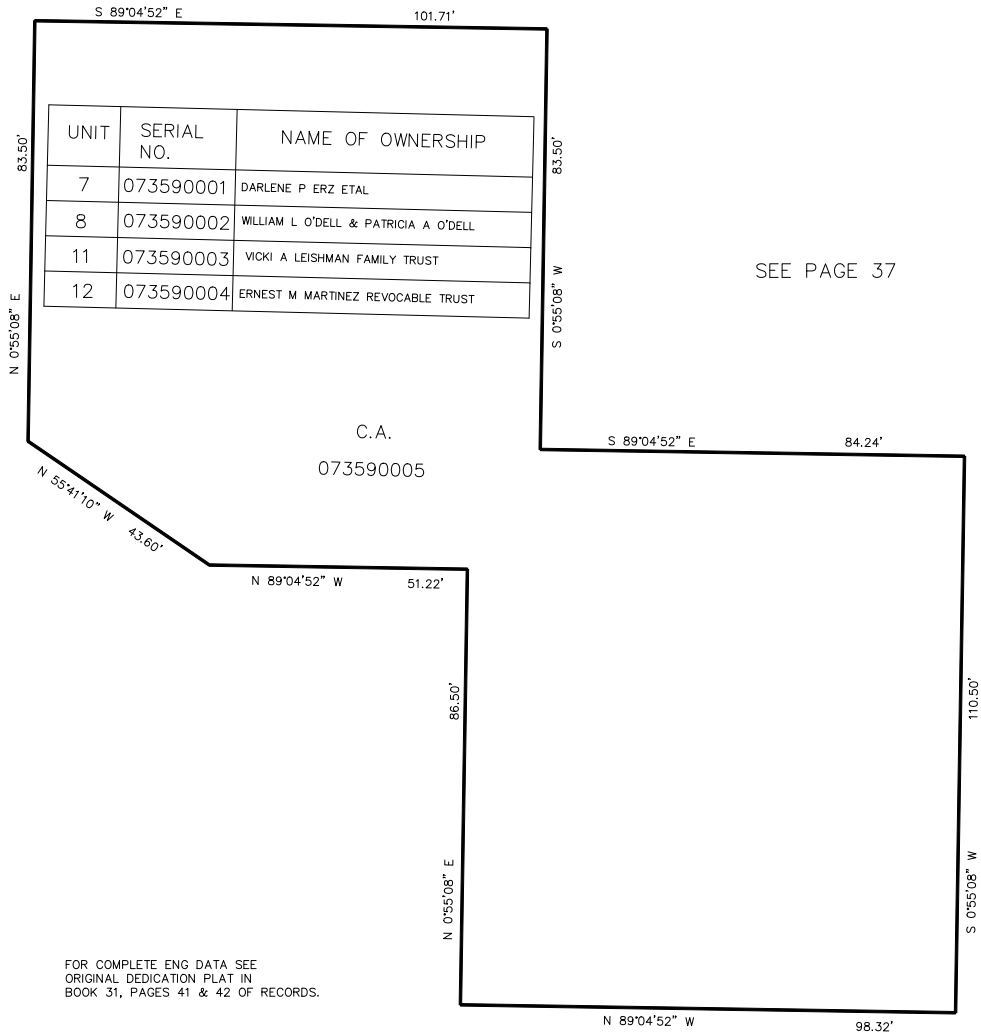 S 89°04'52" E 101.71'
83.50'
N 0°55'08" E
UNIT SERIAL NO. NAME OF OWNERSHIP
7 073590001 DARLENE P ERZ ETAL
8 073590002 WILLIAM L O'DELL & PATRICIA A O'DELL
11 073590003 VICKI A LEISHMAN FAMILY TRUST
12 073590004 ERNEST M MARTINEZ REVOCABLE TRUST
83.50'
S 0°55'08" W
SEE PAGE 37
C.A.
073590005
S 89°04'52" E 84.24'
N 55°41'10" W 43.60'
N 89°04'52" W 51.22'
86.50'
N 0°55'08" E
110.50'
S 0°55'08" W
FOR COMPLETE ENG DATA SEE
ORIGINAL DEDICATION PLAT IN
BOOK 31, PAGES 41 & 42 OF RECORDS.
N 89°04'52" W 98.32'